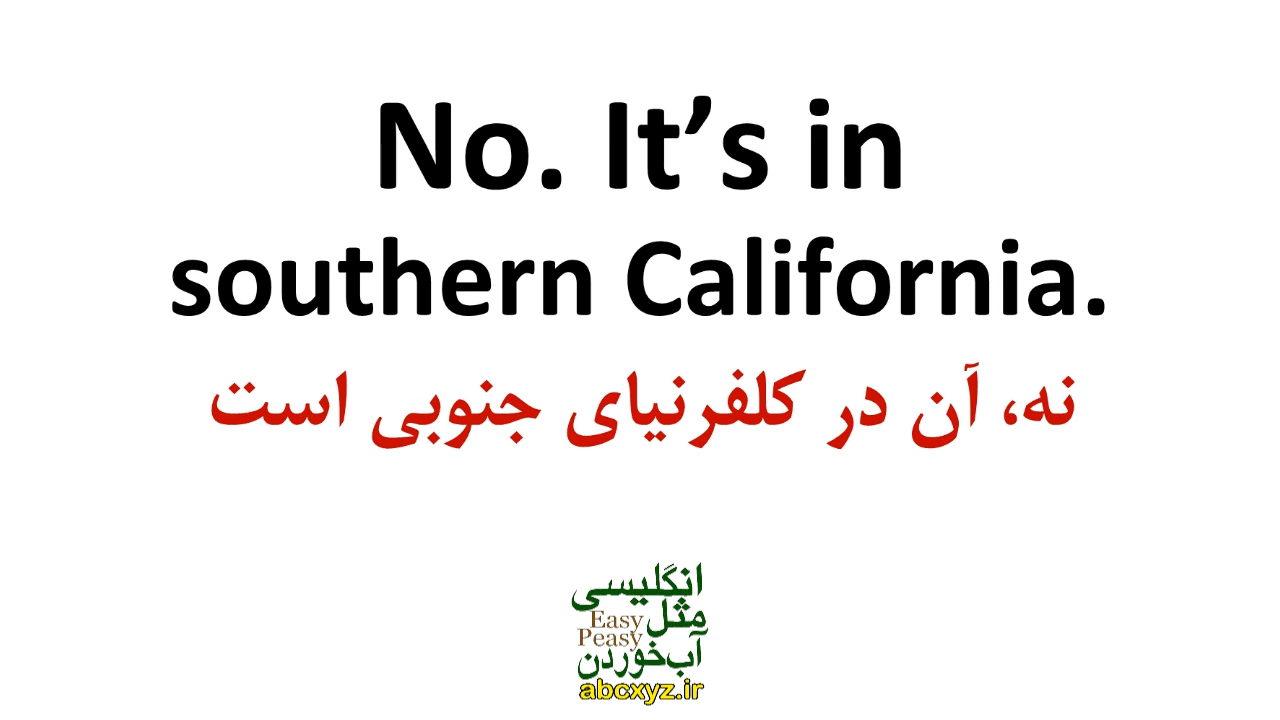 No. It’s in
southern California.
نه، آن در کلفرنیای جنوبی است
انگلیسی
مثل
Easy
Peasy
آب‌خوردن
abcxyz.ir